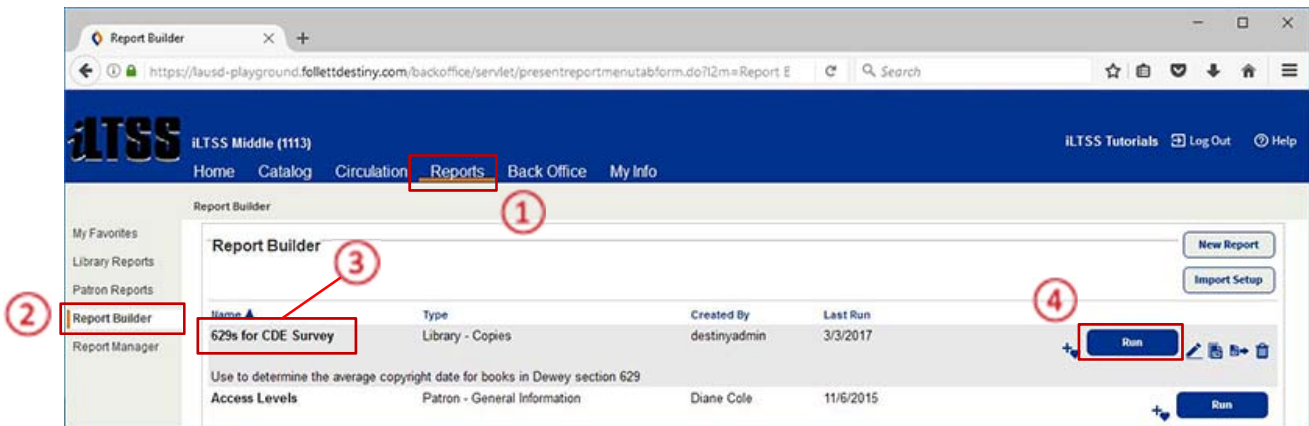 Report Builder
https://lausd-playground.follettdestiny.com/backoffice/servlet/presentreportmenutabform.do?l2m=Report E
Search
iLTSS
iLTSS Middle (1113)
iLTSS Tutorials Log Out Help
Home Catalog Circulation Reports Back Office My Info
1
Report Builder
My Favorites
Library Reports
Patron Reports
2 Report Builder
Report Manager
Report Builder
3
New Report
Import Setup
4
Name Type Created By Last Run
629s for CDE Survey Library - Copies destinyadmin 3/3/2017 Run
Use to determine the average copyright date for books in Dewey section 629
Access Levels Patron - General Information Diane Cole 11/6/2015 Run